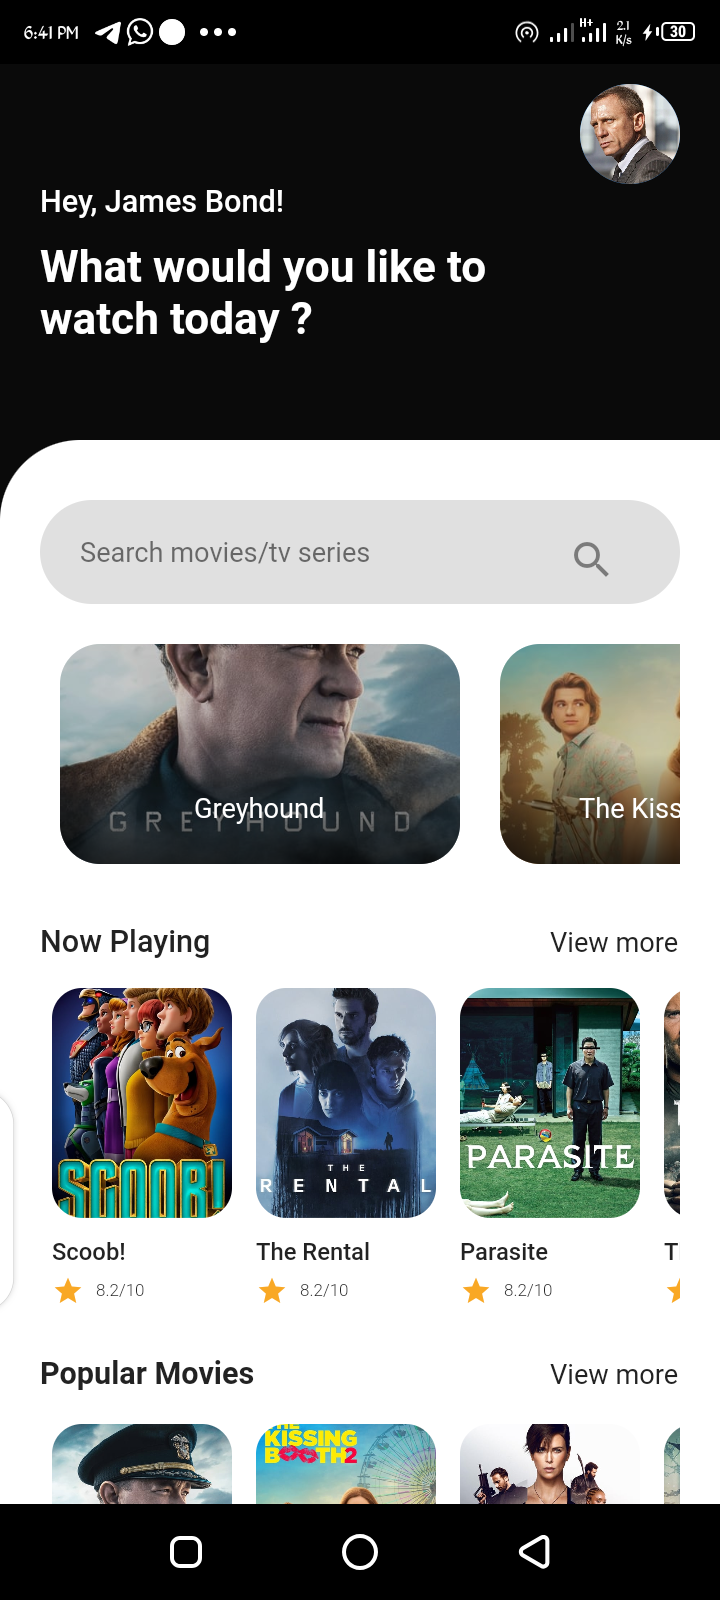 6:41 PM
H+
2.1
K/s
30
Hey, James Bond!
What would you like to
watch today ?
Search movies/tv series
GREYHOUND
Greyhound
The Kiss
Now Playing
View more
SCOOB!
THE
RENTAL
PARASITE
Scoob!
The Rental
Parasite
8.2/10
8.2/10
8.2/10
Popular Movies
View more
THE
KISSING
BOOTH2